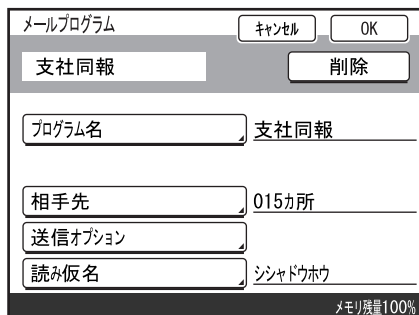 メールプログラム キャンセル OK
支社同報 削除
プログラム名 支社同報
相手先 015カ所
送信オプション
読み仮名 シシャドウホウ
メモリ残量100%